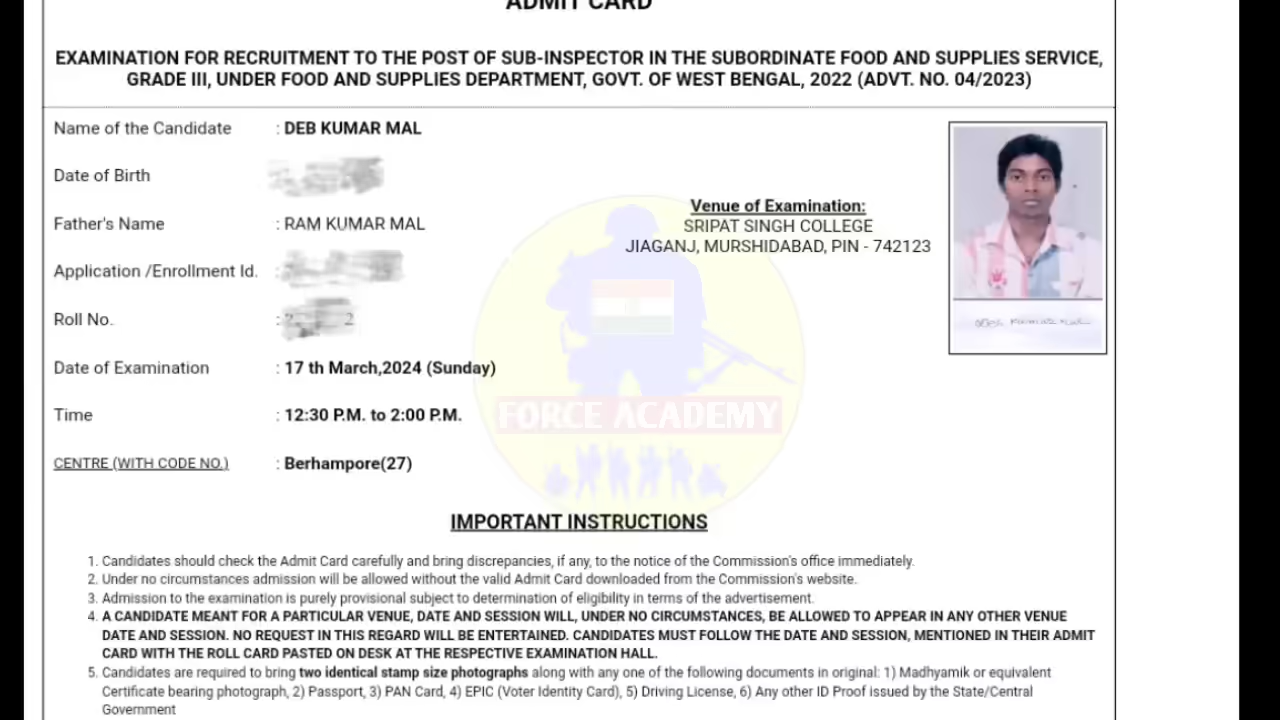 ADMIT CARD
EXAMINATION FOR RECRUITMENT TO THE POST OF SUB-INSPECTOR IN THE SUBORDINATE FOOD AND SUPPLIES SERVICE,
GRADE III, UNDER FOOD AND SUPPLIES DEPARTMENT, GOVT. OF WEST BENGAL, 2022 (ADVT. NO. 04/2023)
Name of the Candidate : DEB KUMAR MAL
Date of Birth
Father's Name : RAM KUMAR MAL
Venue of Examination:
SRIPAT SINGH COLLEGE
JIAGANJ, MURSHIDABAD, PIN - 742123
Application /Enrollment Id. :
Roll No. :
Date of Examination : 17 th March,2024 (Sunday)
Time : 12:30 P.M. to 2:00 P.M.
FORCE ACADEMY
CENTRE (WITH CODE NO.) : Berhampore(27)
IMPORTANT INSTRUCTIONS
1. Candidates should check the Admit Card carefully and bring discrepancies, if any, to the notice of the Commission's office immediately.
2. Under no circumstances admission will be allowed without the valid Admit Card downloaded from the Commission's website.
3. Admission to the examination is purely provisional subject to determination of eligibility in terms of the advertisement.
4. A CANDIDATE MEANT FOR A PARTICULAR VENUE, DATE AND SESSION WILL, UNDER NO CIRCUMSTANCES, BE ALLOWED TO APPEAR IN ANY OTHER VENUE
DATE AND SESSION. NO REQUEST IN THIS REGARD WILL BE ENTERTAINED. CANDIDATES MUST FOLLOW THE DATE AND SESSION, MENTIONED IN THEIR ADMIT
CARD WITH THE ROLL CARD PASTED ON DESK AT THE RESPECTIVE EXAMINATION HALL.
5. Candidates are required to bring two identical stamp size photographs along with any one of the following documents in original: 1) Madhyamik or equivalent
Certificate bearing photograph, 2) Passport, 3) PAN Card, 4) EPIC (Voter Identity Card), 5) Driving License, 6) Any other ID Proof issued by the State/Central
Government